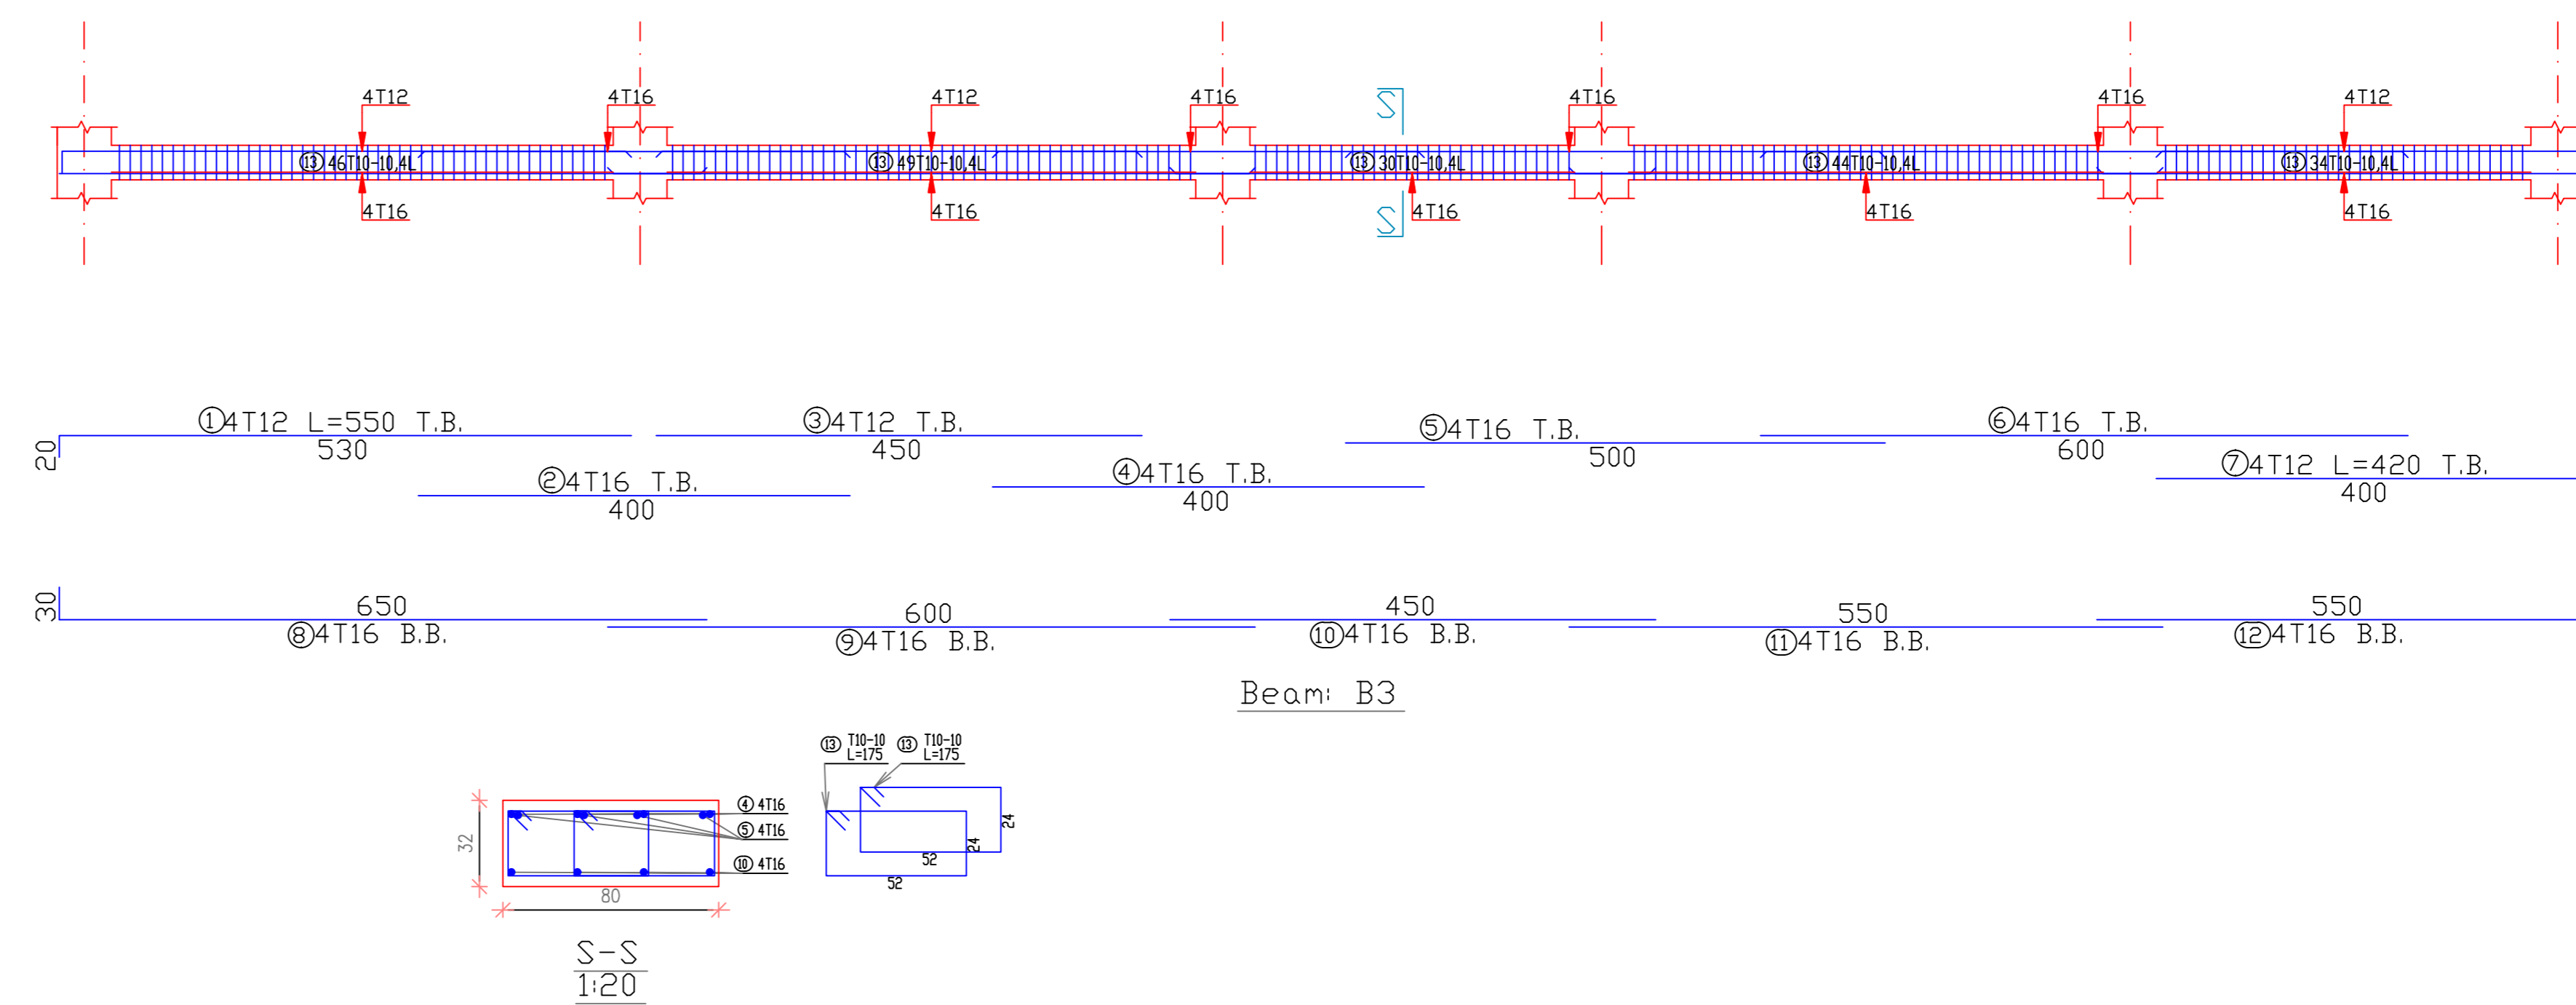 4T12 4T16 4T12 4T16 S 4T16 4T16 4T12
⑬ 46T10-10,4L ⑬ 49T10-10,4L ⑬ 30T10-10,4L ⑬ 44T10-10,4L ⑬ 34T10-10,4L
4T16 4T16 S 4T16 4T16 4T16
①4T12 L=550 T.B. ③4T12 T.B. ⑤4T16 T.B. ⑥4T16 T.B.
20 530 450 500 600
②4T16 T.B. ④4T16 T.B. ⑦4T12 L=420 T.B.
400 400 400
30 650 600 450 550 550
⑧4T16 B.B. ⑨4T16 B.B. ⑩4T16 B.B. ⑪4T16 B.B. ⑫4T16 B.B.
Beam: B3
⑬ T10-10 ⑬ T10-10
L=175 L=175
④ 4T16
⑤ 4T16
⑩ 4T16
32
80
24
24
52
52
S-S
1:20